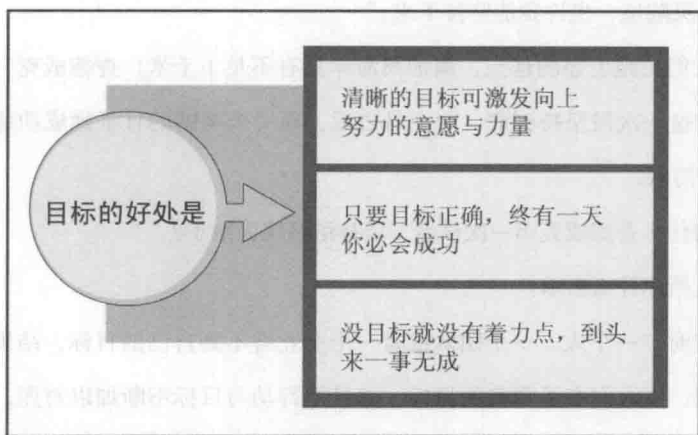 目标的好处是
清晰的目标可激发向上
努力的意愿与力量
只要目标正确，终有一天
你必会成功
没目标就没有着力点，到头
来一事无成